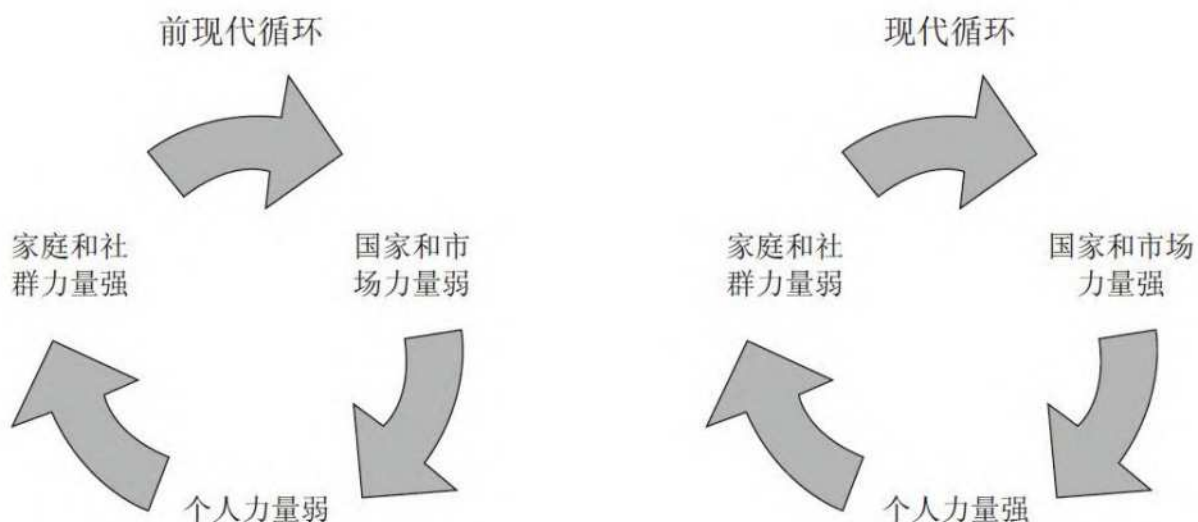 前现代循环
现代循环
家庭和社
群力量强
国家和市
场力量弱
家庭和社
群力量弱
国家和市场
力量强
个人力量弱
个人力量强